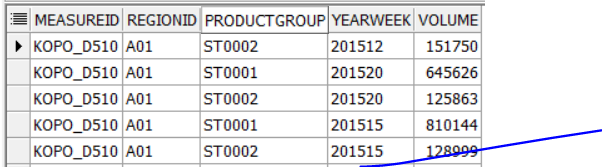 MEASUREID REGIONID PRODUCTGROUP YEARWEEK VOLUME
KOPO_D510 A01 ST0002 201512 151750
KOPO_D510 A01 ST0001 201520 645626
KOPO_D510 A01 ST0002 201520 125863
KOPO_D510 A01 ST0001 201515 810144
KOPO_D510 A01 ST0002 201515 128999